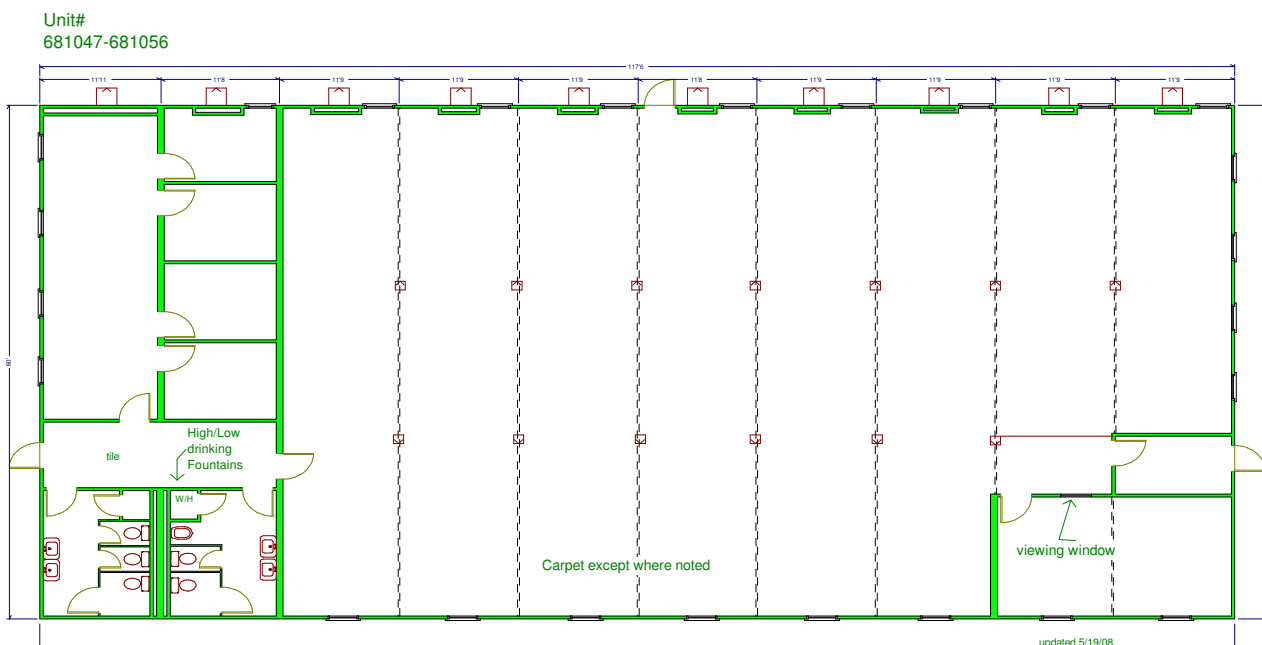 Unit#
681047-681056
117'6
11'11
11'8
11'9
11'9
11'9
11'8
11'9
11'9
11'9
11'9
60'
High/Low
drinking
Fountains
tile
W/H
viewing window
Carpet except where noted
updated 5/19/08